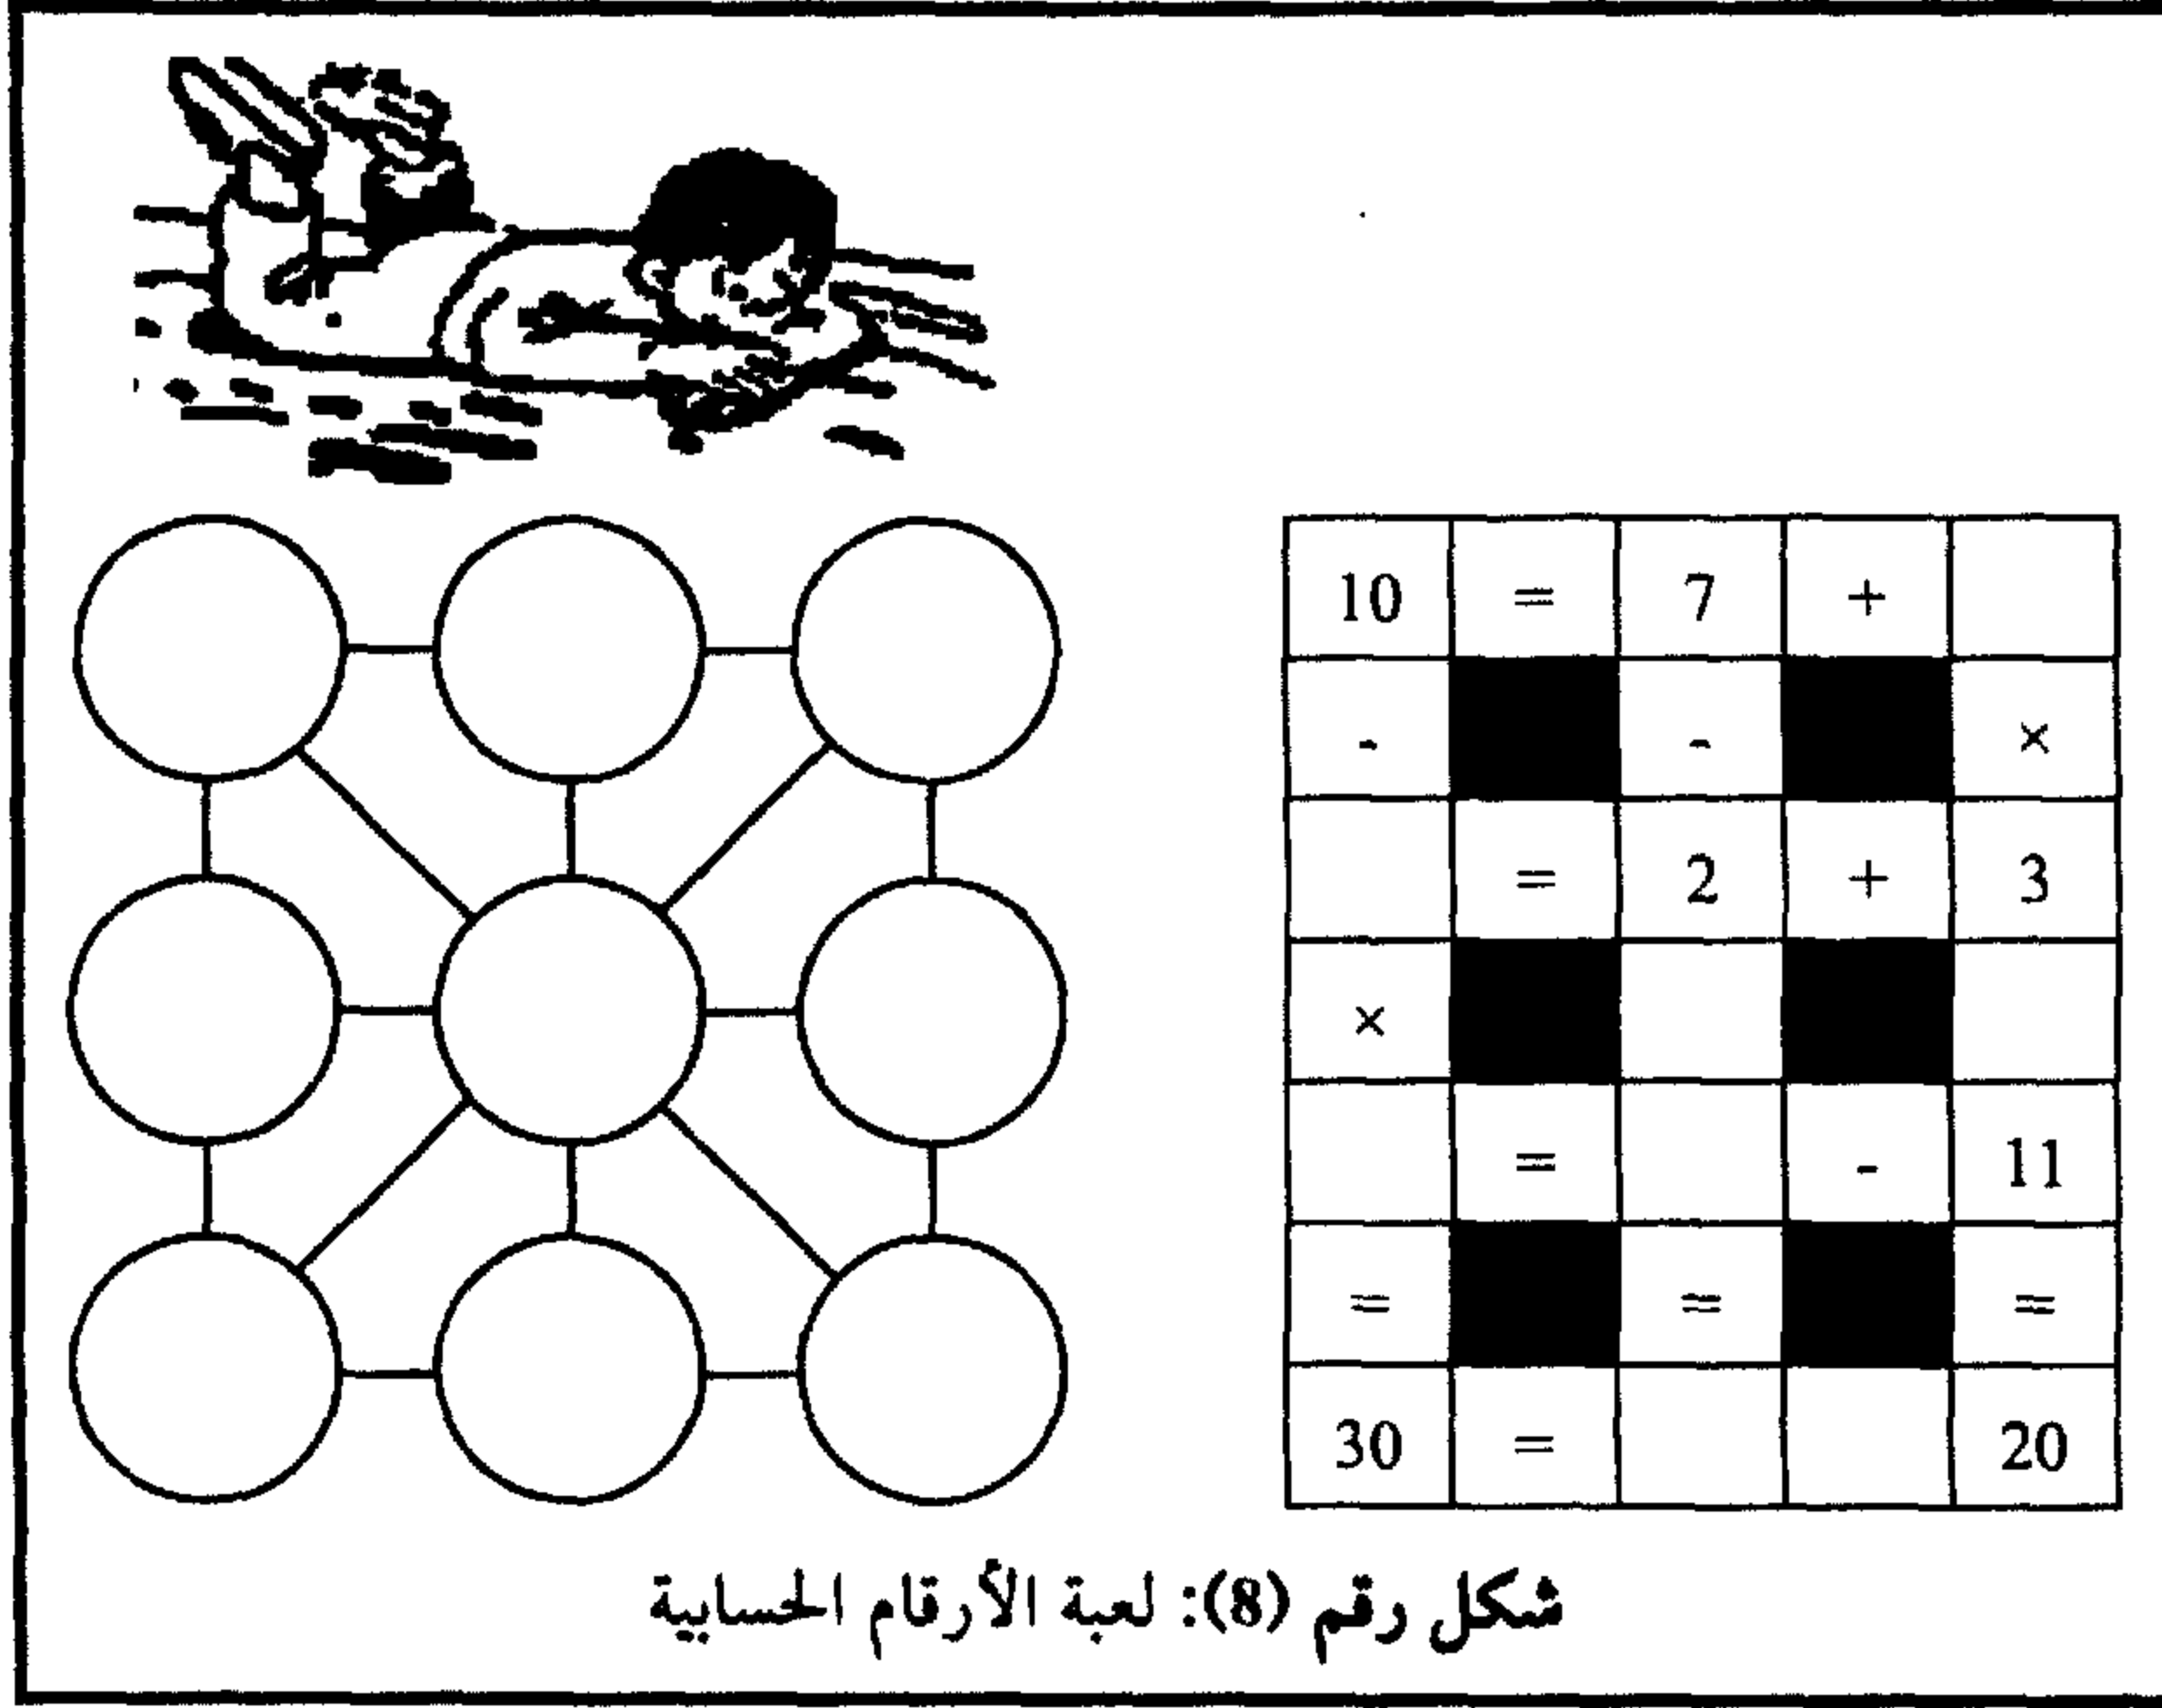 10 = 7 +
- - ×
= 2 + 3
×
= - 11
= = =
30 = 20
شكل رقم (8): لعبة الأرقام الحسابية